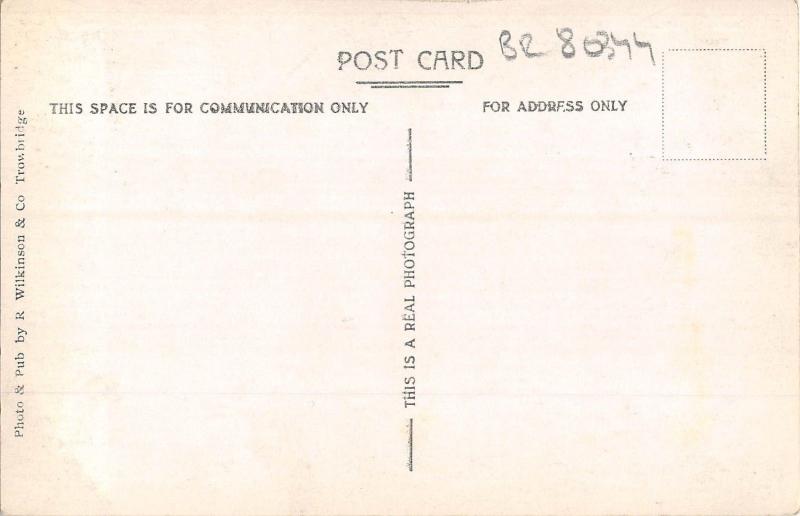 POST CARD
BR 80344
THIS SPACE IS FOR COMMUNICATION ONLY
FOR ADDRESS ONLY
THIS IS A REAL PHOTOGRAPH
Photo & Pub by R Wilkinson & Co Trowbridge